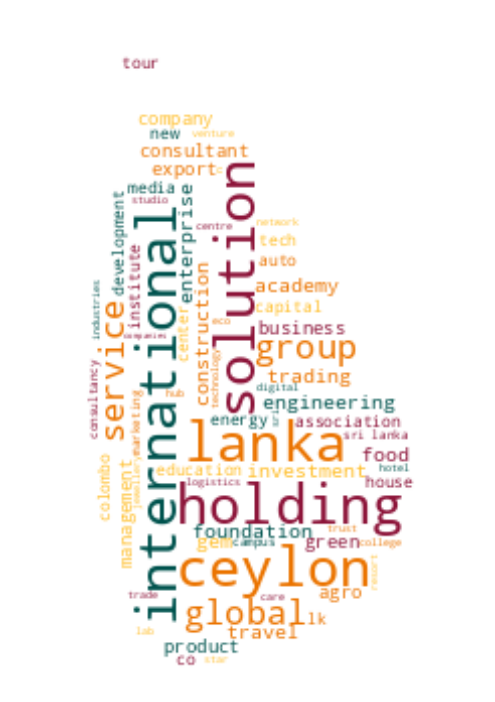 tour
company
new
venture
consultant
export
c
media
studio
development
international
enterprise
solution
centre
network
tech
institute
auto
academy
industries
service
center
construction
capital
eco
business
companies
group
technology
trading
digital
hub
engineering
consultancy
marketing
energy
sri
association
lanka
sri lanka
food
colombo
management
jewellery
education
investment
hotel
logistics
house
holding
foundation
trust
gem
campus
green
college
ceylon
resort
trade
care
agro
global
lk
lab
travel
product
co
star